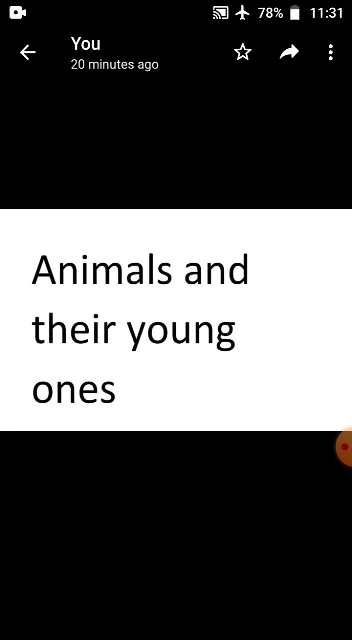 78% 11:31
You
20 minutes ago
Animals and
their young
ones